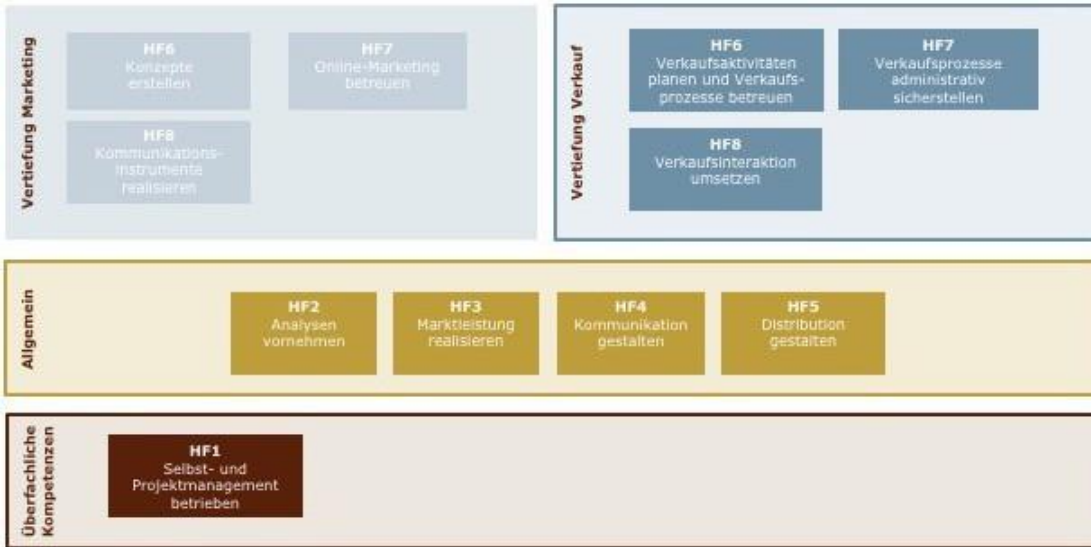 Vertiefung Marketing
HF6
Konzepte
erstellen
HF7
Online-Marketing
betreuen
HF8
Kommunikations-
instrumente
realisieren
Vertiefung Verkauf
HF6
Verkaufsaktivitäten
planen und Verkaufs-
prozesse betreuen
HF7
Verkaufsprozesse
administrativ
sicherstellen
HF8
Verkaufsinteraktion
umsetzen
Allgemein
HF2
Analysen
vornehmen
HF3
Marktleistung
realisieren
HF4
Kommunikation
gestalten
HF5
Distribution
gestalten
Überfachliche
Kompetenzen
HF1
Selbst- und
Projektmanagement
betrieben